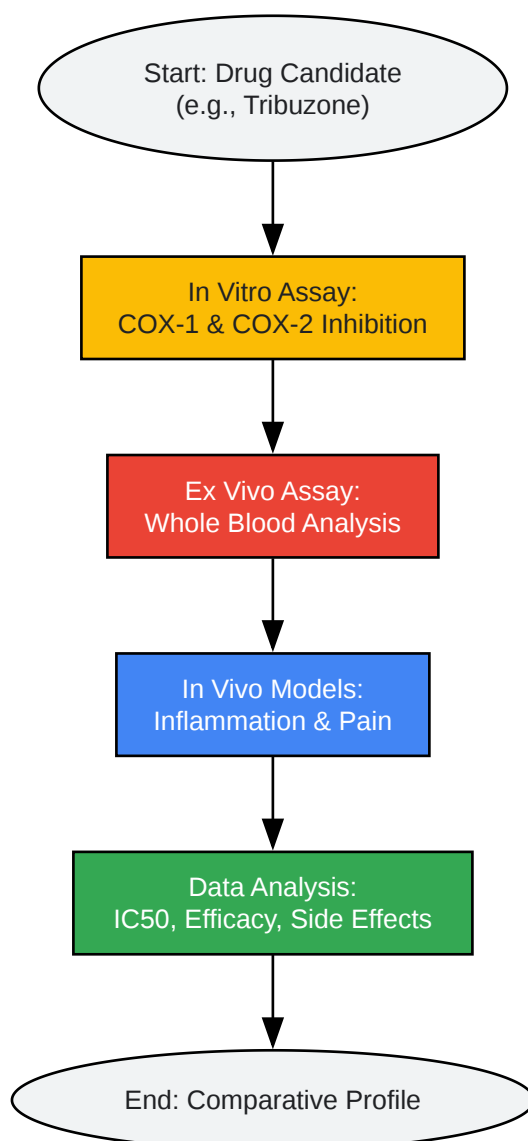 Start: Drug Candidate
(e.g., Tribuzone)
In Vitro Assay:
COX-1 & COX-2 Inhibition
Ex Vivo Assay:
Whole Blood Analysis
In Vivo Models:
Inflammation & Pain
Data Analysis:
IC50, Efficacy, Side Effects
End: Comparative Profile